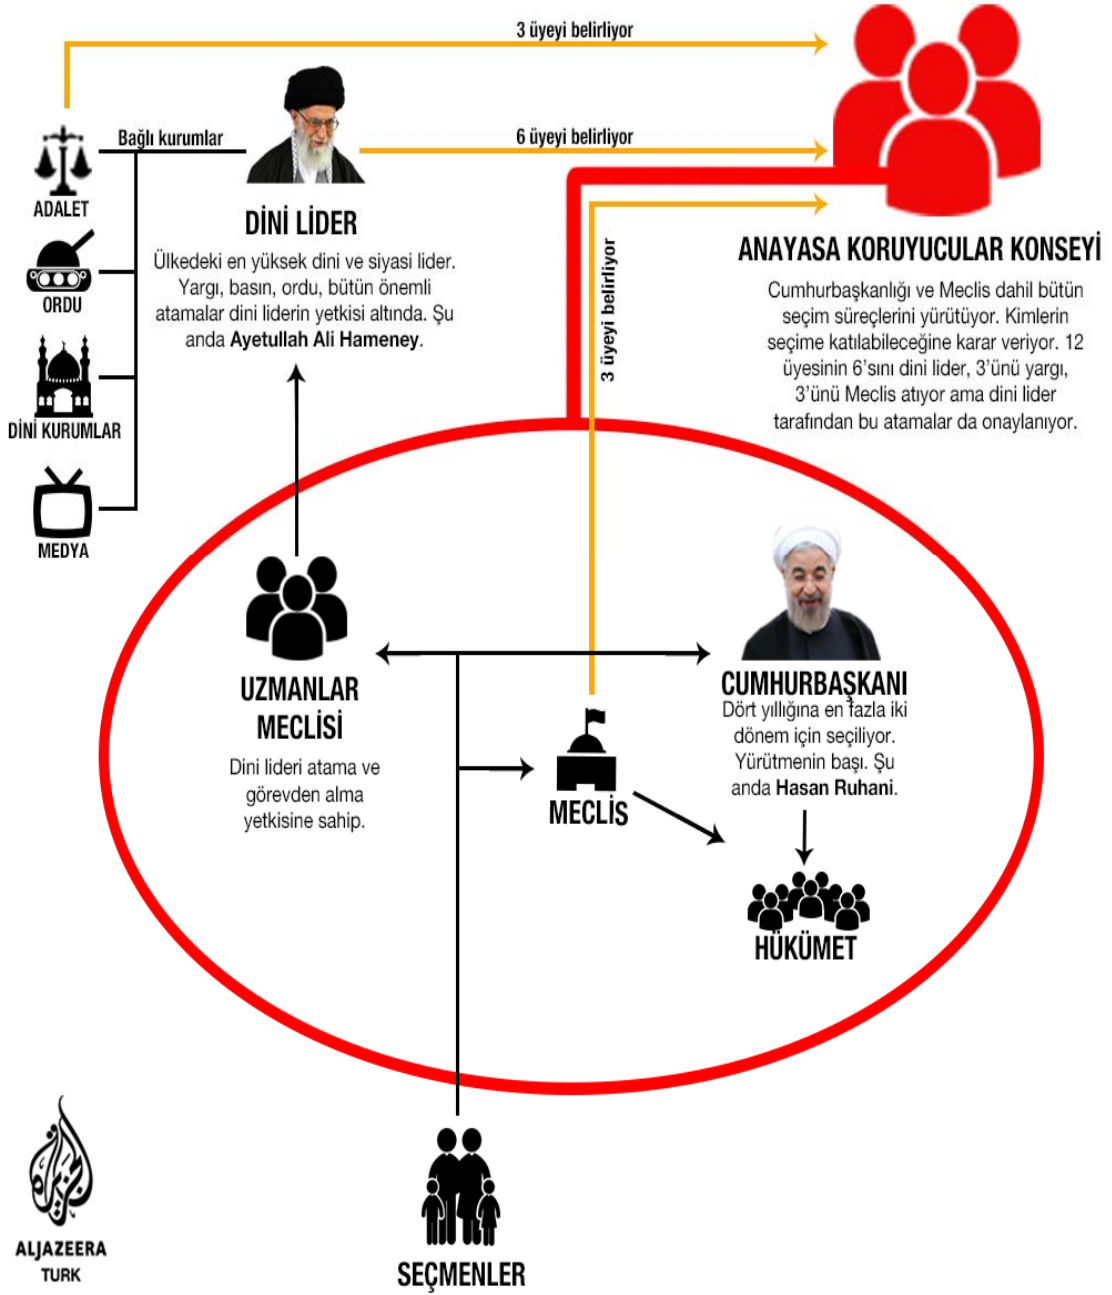 3 üyeyi belirliyor
Bağlı kurumlar
6 üyeyi belirliyor
ADALET
ORDU
DİNİ KURUMLAR
MEDYA
DİNİ LİDER
Ülkedeki en yüksek dini ve siyasi lider.
Yargı, basın, ordu, bütün önemli
atamalar dini liderin yetkisi altında. Şu
anda Ayetullah Ali Hameney.
3 üyeyi belirliyor
ANAYASA KORUYUCULAR KONSEYİ
Cumhurbaşkanlığı ve Meclis dahil bütün
seçim süreçlerini yürütüyor. Kimlerin
seçime katılabileceğine karar veriyor. 12
üyesinin 6’sını dini lider, 3’ünü yargı,
3’ünü Meclis atıyor ama dini lider
tarafından bu atamalar da onaylanıyor.
UZMANLAR
MECLİSİ
Dini lideri atama ve
görevden alma
yetkisine sahip.
MECLİS
CUMHURBAŞKANI
Dört yıllığına en fazla iki
dönem için seçiliyor.
Yürütmenin başı. Şu
anda Hasan Ruhani.
HÜKÜMET
SEÇMENLER
الجزيرة
ALJAZEERA
TURK